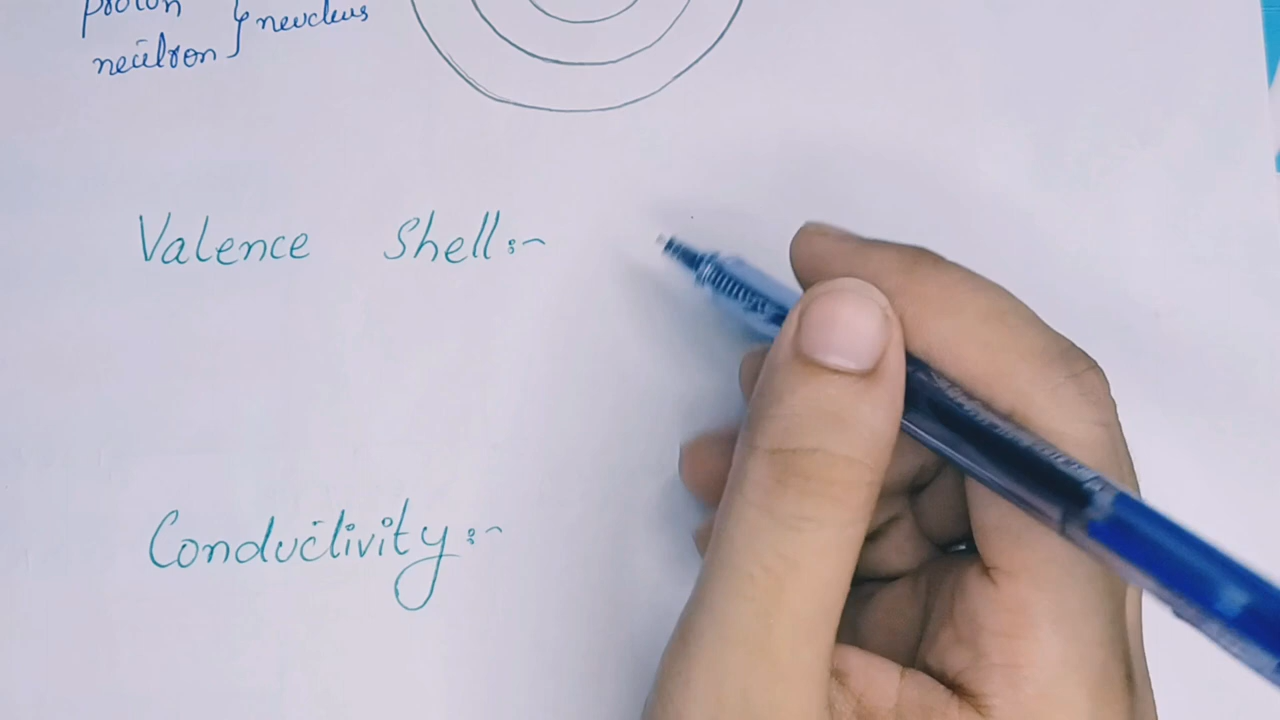 proton
neutron } nucleus
Valence Shell:-
Conductivity:-